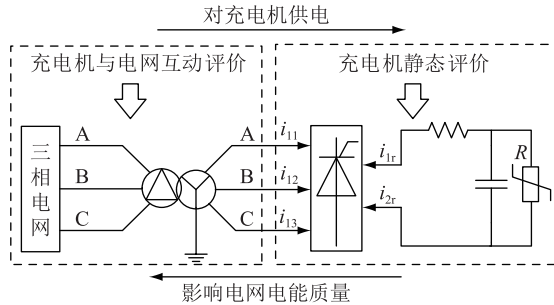 对充电机供电
充电机与电网互动评价
充电机静态评价
三相电网
A
B
C
A
B
C
i11
i12
i13
i1r
i2r
R
影响电网电能质量